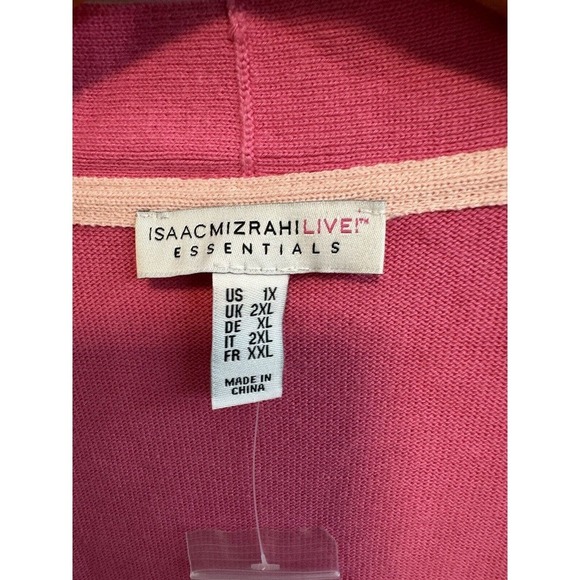 ISAACMIZRAHILIVE!™
ESSENTIALS
US 1X
UK 2XL
DE XL
IT 2XL
FR XXL
MADE IN
CHINA